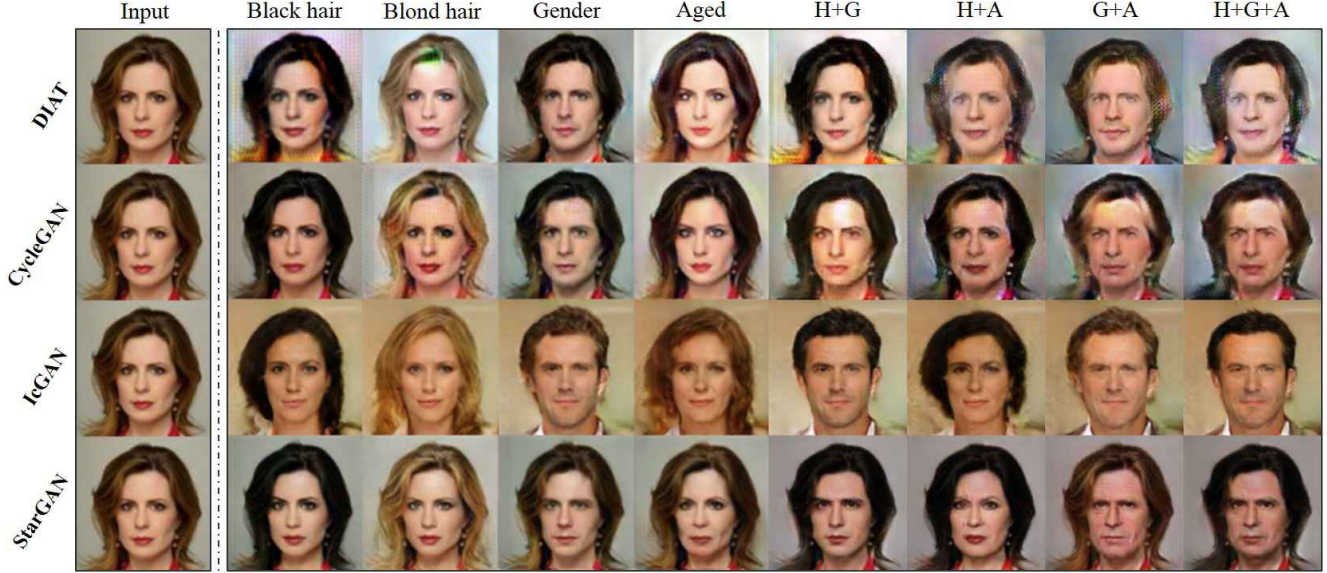 Input Black hair Blond hair Gender Aged H+G H+A G+A H+G+A
DIAT
CycleGAN
IcGAN
StarGAN